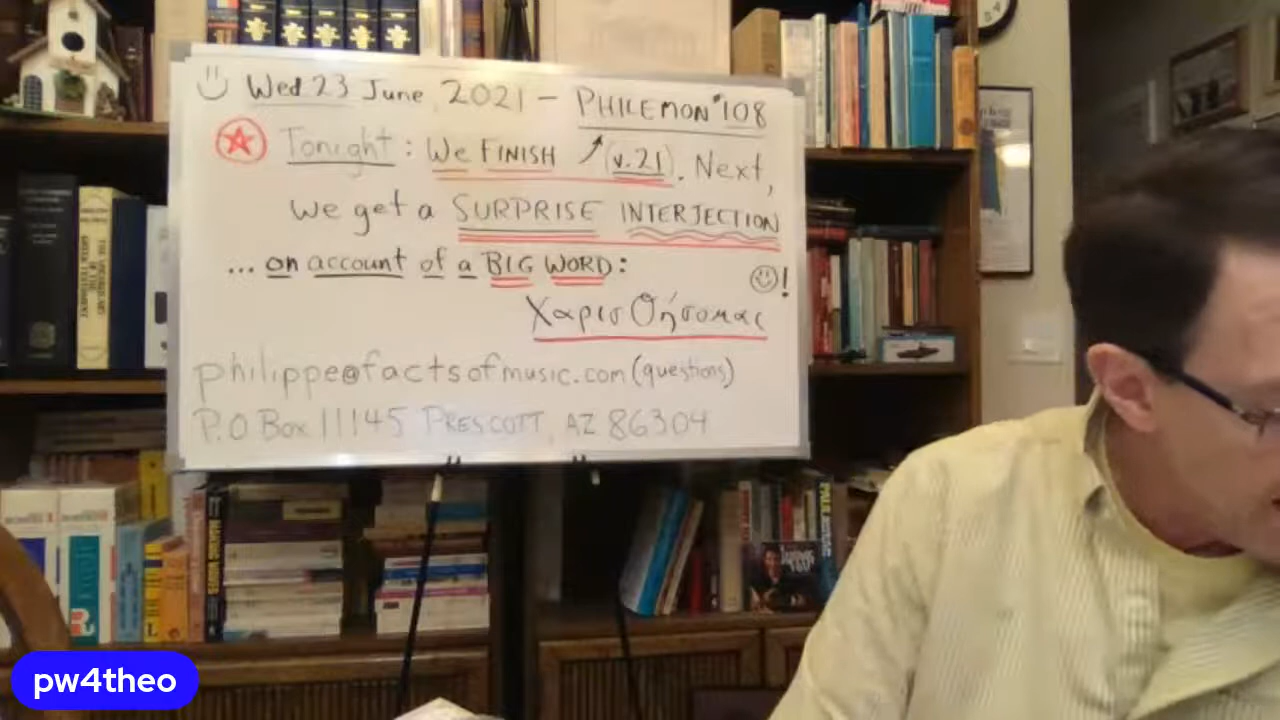 Wed 23 June 2021 - PHILEMON #108
Tonight: We FINISH (v.21). Next,
we get a SURPRISE INTERJECTION
... on account of a BIG WORD:
Χαρισθήσομαι
philippe@factsofmusic.com (questions)
P.O Box 11145 PRESCOTT, AZ 86304
pw4theo